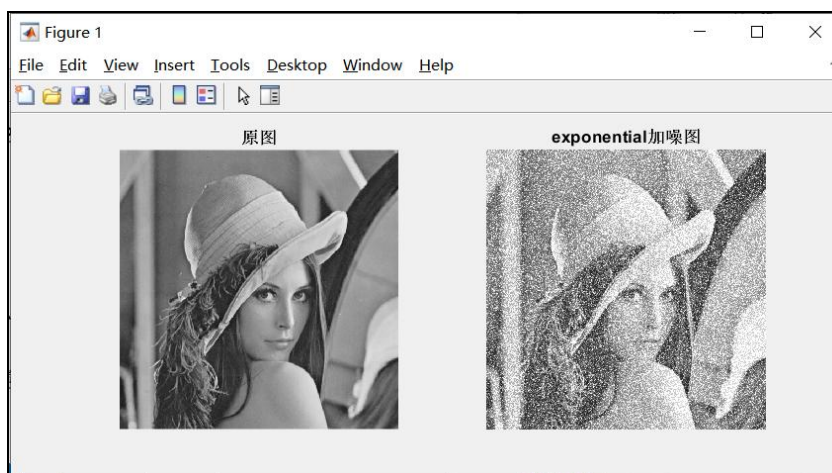 Figure 1
File Edit View Insert Tools Desktop Window Help
原图
exponential加噪图